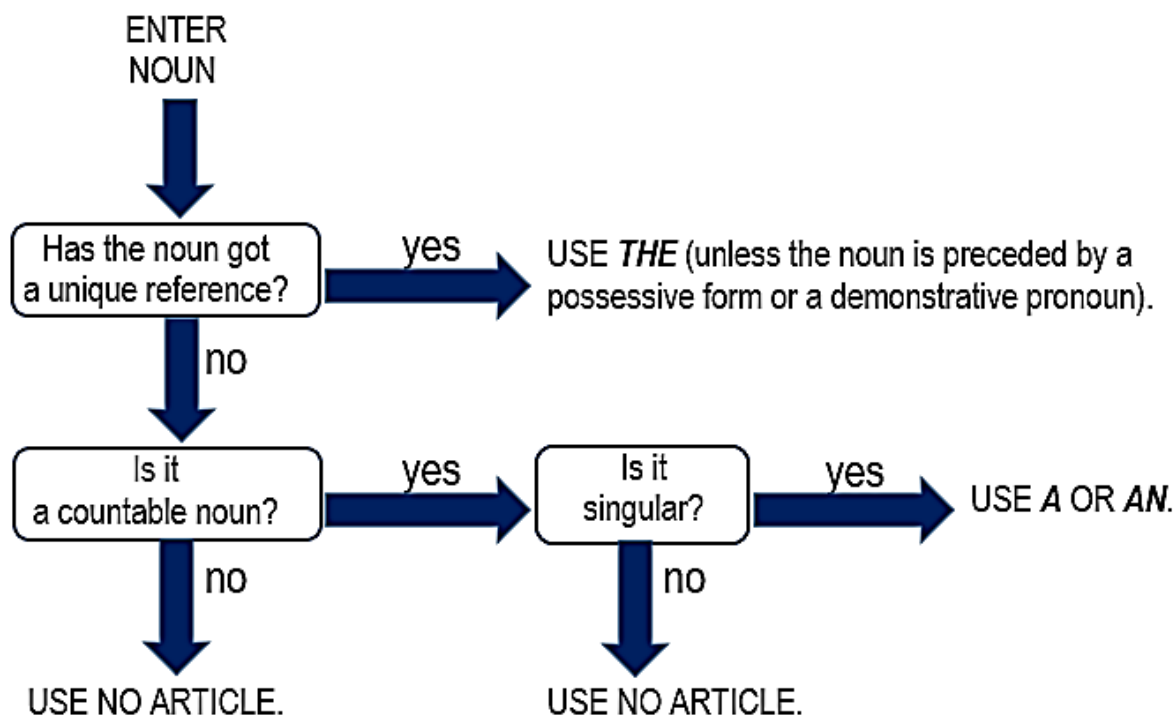 ENTER
NOUN
Has the noun got
a unique reference?
yes
USE THE (unless the noun is preceded by a
possessive form or a demonstrative pronoun).
no
Is it
a countable noun?
yes
Is it
singular?
yes
USE A OR AN.
no
no
USE NO ARTICLE.
USE NO ARTICLE.